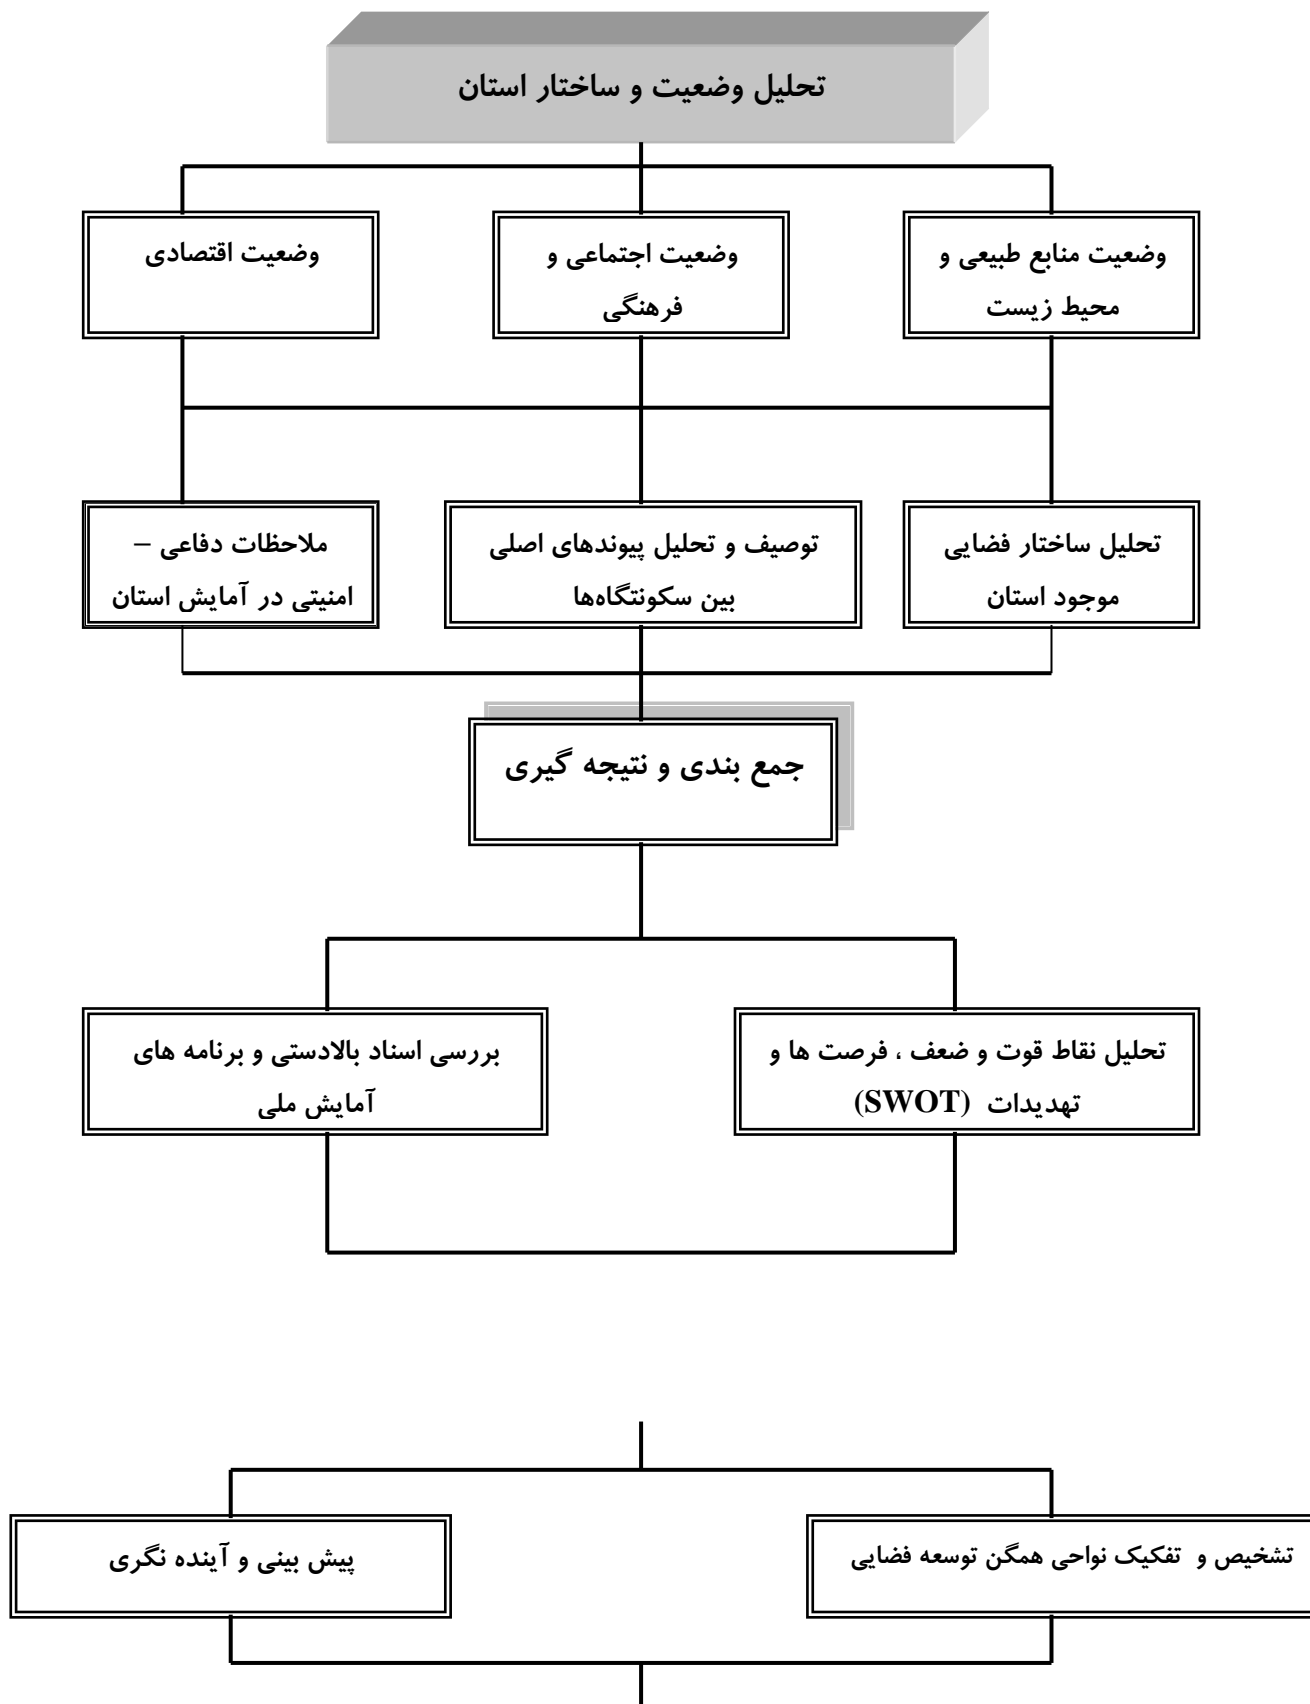 تحلیل وضعیت و ساختار استان
وضعیت منابع طبیعی و
محیط زیست
وضعیت اجتماعی و
فرهنگی
وضعیت اقتصادی
تحلیل ساختار فضایی
موجود استان
توصیف و تحلیل پیوندهای اصلی
بین سکونتگاه‌ها
ملاحظات دفاعی –
امنیتی در آمایش استان
جمع بندی و نتیجه گیری
تحلیل نقاط قوت و ضعف ، فرصت ها و
تهدیدات (SWOT)
بررسی اسناد بالادستی و برنامه های
آمایش ملی
تشخیص و تفکیک نواحی همگن توسعه فضایی
پیش بینی و آینده نگری